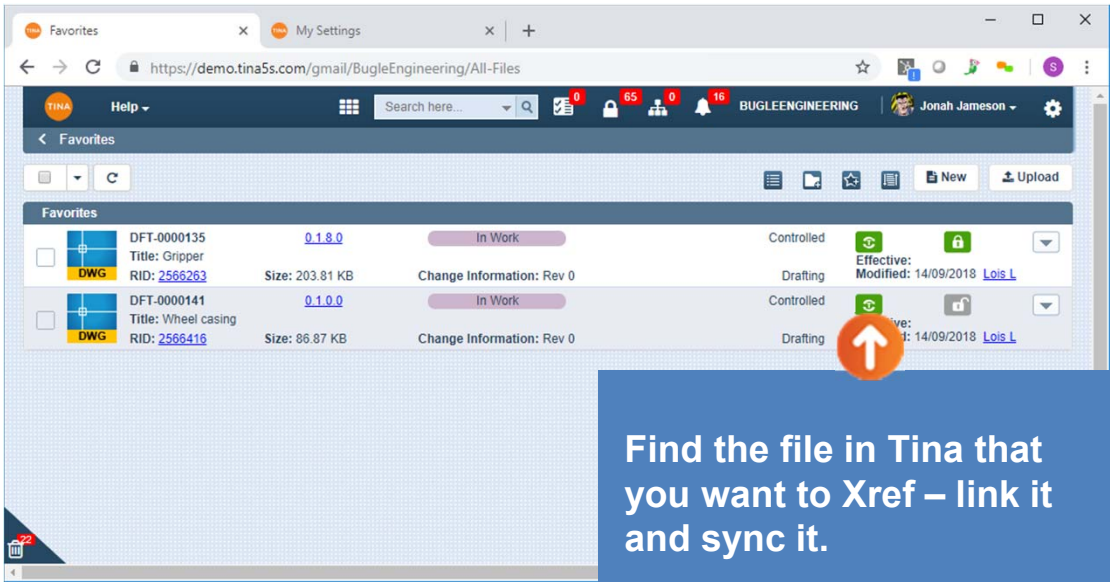 TINA Favorites × TINA My Settings × +
https://demo.tina5s.com/gmail/BugleEngineering/All-Files S
TINA Help Search here... 0 65 0 16 BUGLEENGINEERING Jonah Jameson
< Favorites
New Upload
Favorites
DFT-0000135 0.1.8.0 In Work Controlled
Title: Gripper Effective:
DWG RID: 2566263 Size: 203.81 KB Change Information: Rev 0 Drafting Modified: 14/09/2018 Lois L
DFT-0000141 0.1.0.0 In Work Controlled
Title: Wheel casing ive:
DWG RID: 2566416 Size: 86.87 KB Change Information: Rev 0 Drafting d: 14/09/2018 Lois L
Find the file in Tina that
you want to Xref – link it
and sync it.
22